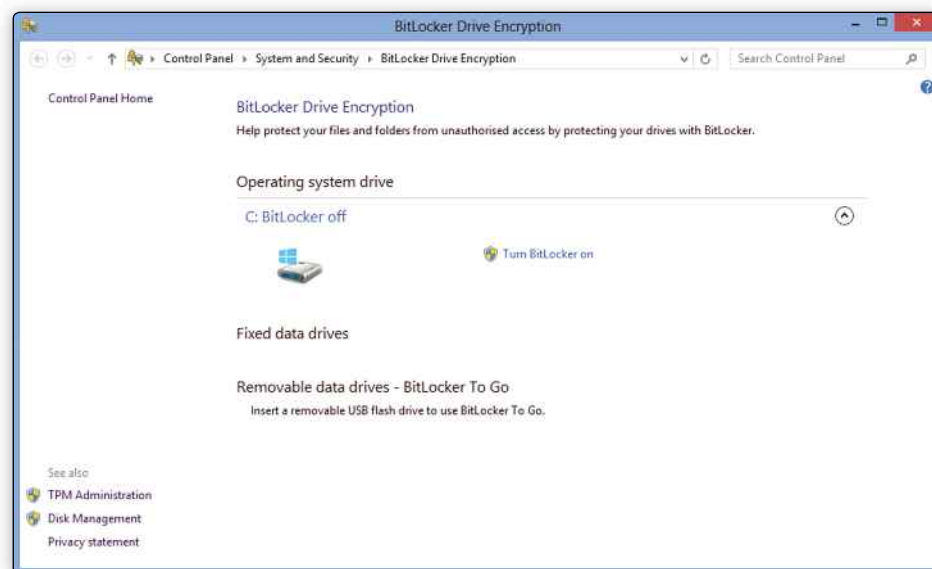 BitLocker Drive Encryption
Control Panel ▸ System and Security ▸ BitLocker Drive Encryption
Search Control Panel
Control Panel Home
BitLocker Drive Encryption
Help protect your files and folders from unauthorised access by protecting your drives with BitLocker.
Operating system drive
C: BitLocker off
Turn BitLocker on
Fixed data drives
Removable data drives - BitLocker To Go
Insert a removable USB flash drive to use BitLocker To Go.
See also
TPM Administration
Disk Management
Privacy statement